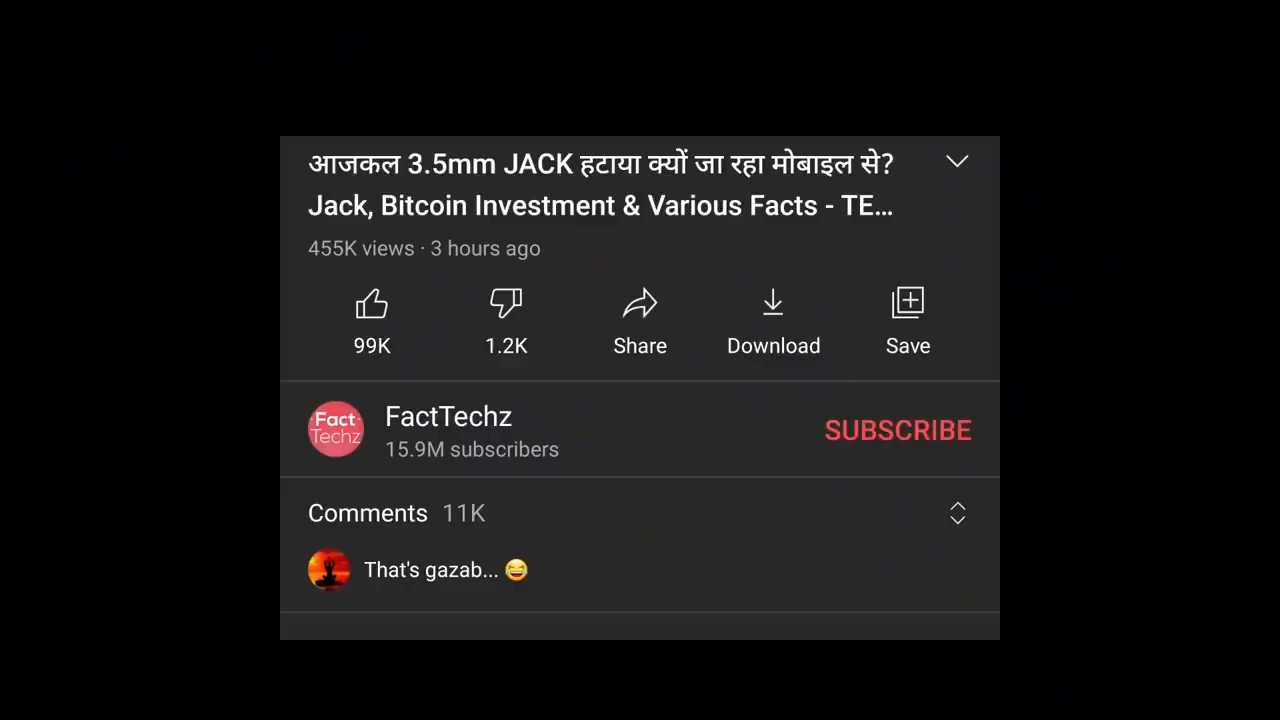 आजकल 3.5mm JACK हटाया क्यों जा रहा मोबाइल से?
Jack, Bitcoin Investment & Various Facts - TE...
455K views · 3 hours ago
99K 1.2K Share Download Save
Fact Techz
FactTechz
15.9M subscribers
SUBSCRIBE
Comments 11K
That's gazab... 😆